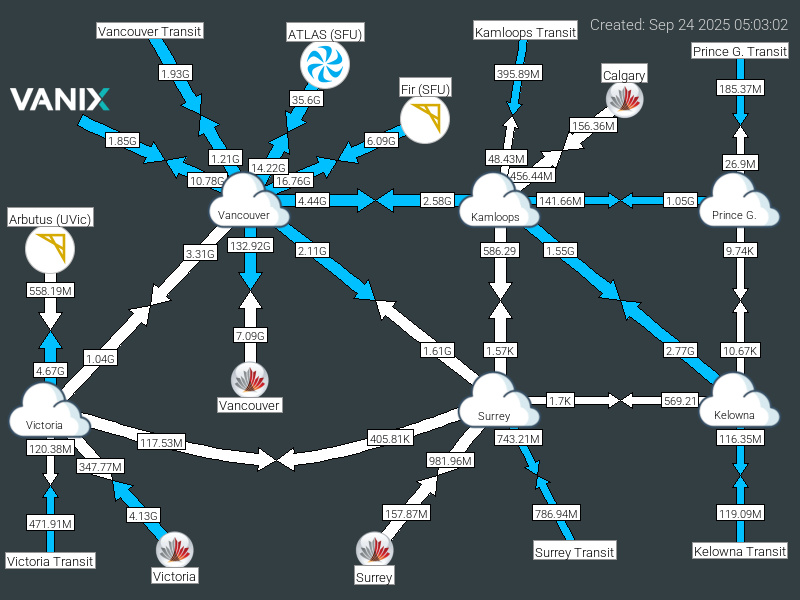 Created: Sep 24 2025 05:03:02
Vancouver Transit
ATLAS (SFU)
Kamloops Transit
Prince G. Transit
1.93G
395.89M
Calgary
185.37M
VANIX
35.6G
Fir (SFU)
156.36M
1.85G
6.09G
1.21G
14.22G
48.43M
26.9M
10.78G
16.76G
456.44M
4.44G
2.58G
141.66M
1.05G
Vancouver
Kamloops
Prince G.
Arbutus (UVic)
3.31G
132.92G
2.11G
586.29
1.55G
9.74K
558.19M
7.09G
1.04G
1.61G
1.57K
2.77G
10.67K
4.67G
Vancouver
1.7K
569.21
Victoria
Surrey
Kelowna
120.38M
117.53M
405.81K
743.21M
116.35M
347.77M
981.96M
471.91M
4.13G
157.87M
786.94M
119.09M
Victoria Transit
Victoria
Surrey
Surrey Transit
Kelowna Transit